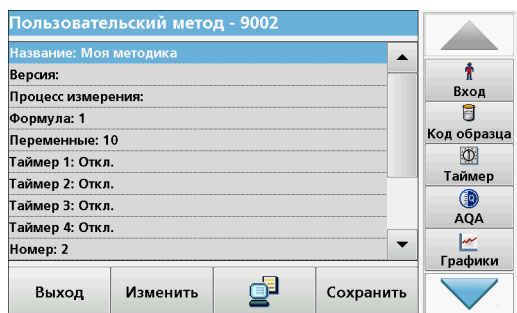 Пользовательский метод - 9002
Название: Моя методика
Версия:
Процесс измерения:
Формула: 1
Переменные: 10
Таймер 1: Откл.
Таймер 2: Откл.
Таймер 3: Откл.
Таймер 4: Откл.
Номер: 2
Выход
Изменить
Сохранить
Вход
Код образца
Таймер
AQA
Графики